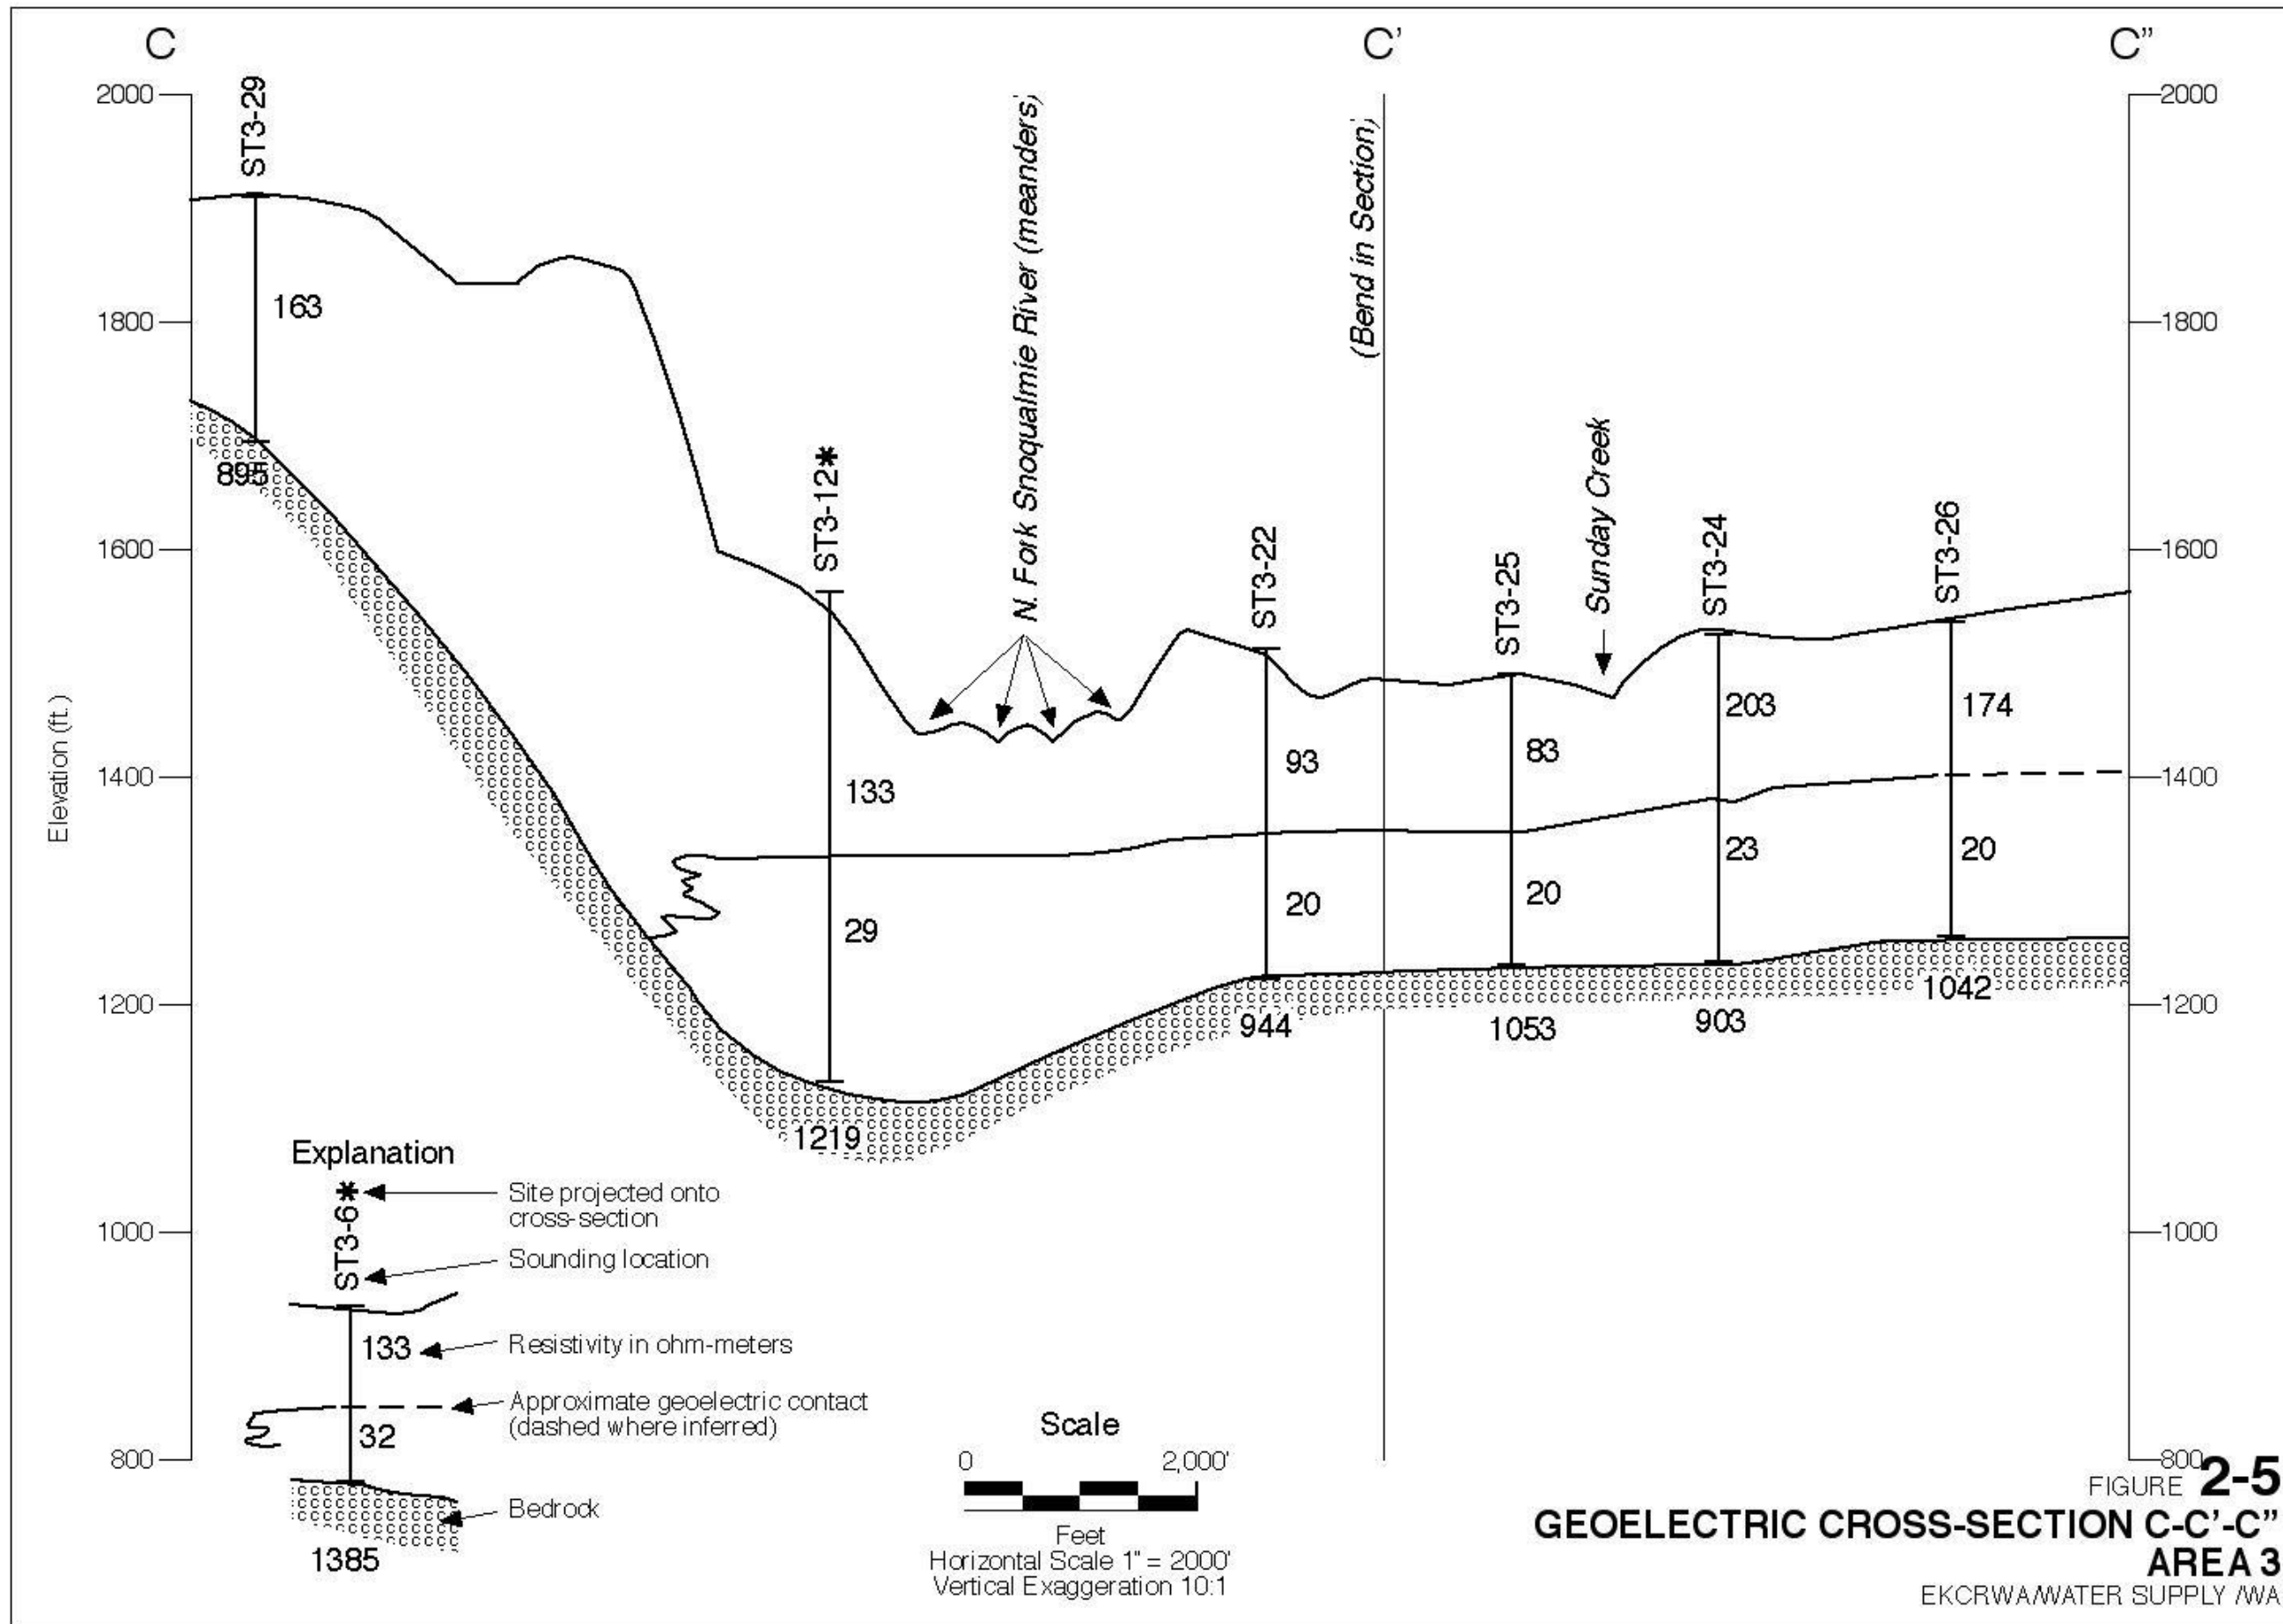 C
C'
C"
2000
1800
1600
1400
1200
1000
800
Elevation (ft.)
2000
1800
1600
1400
1200
1000
800
ST3-29
163
895
ST3-12*
133
29
1219
N. Fork Snoqualmie River (meanders)
ST3-22
93
20
944
(Bend in Section)
ST3-25
83
20
1053
Sunday Creek
ST3-24
203
23
903
ST3-26
174
20
1042
Explanation
ST3-6*
Site projected onto
cross-section
Sounding location
133
Resistivity in ohm-meters
Approximate geoelectric contact
(dashed where inferred)
32
Bedrock
1385
Scale
0 2,000'
Feet
Horizontal Scale 1" = 2000'
Vertical Exaggeration 10:1
FIGURE 2-5
GEOELECTRIC CROSS-SECTION C-C'-C"
AREA 3
EKCRWA/WATER SUPPLY /WA